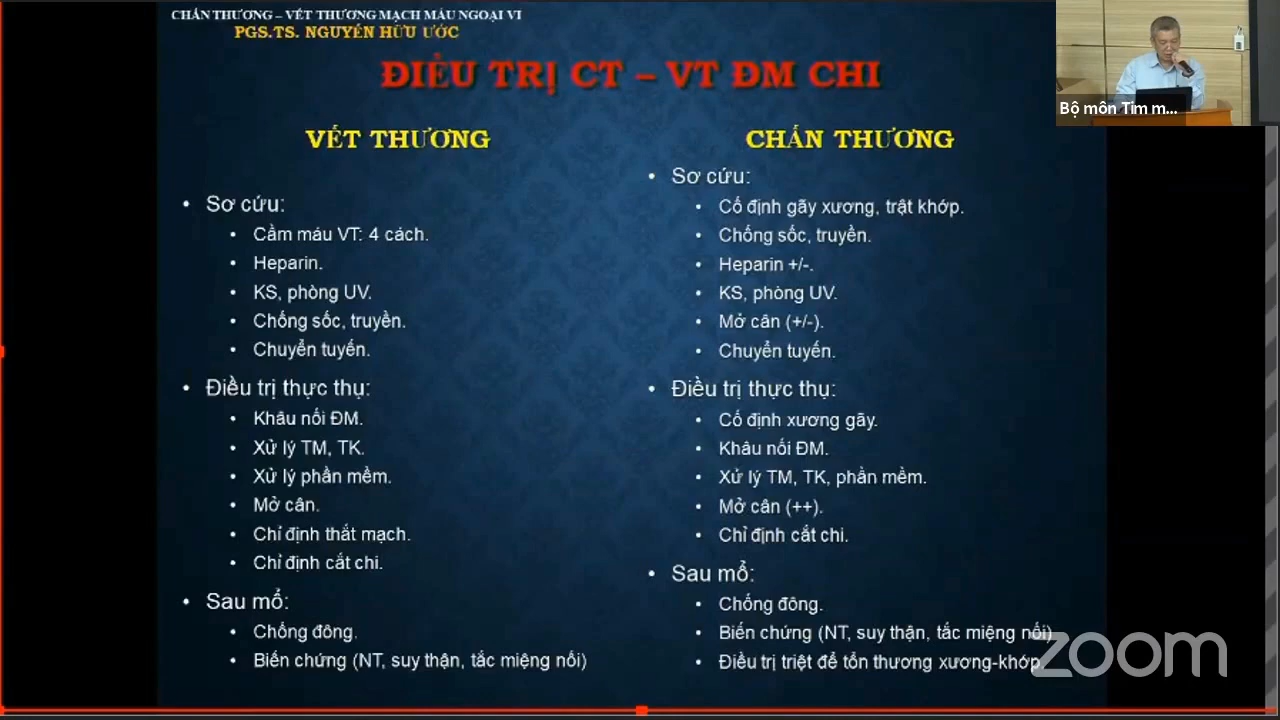 CHẤN THƯƠNG – VẾT THƯƠNG MẠCH MÁU NGOẠI VI
PGS.TS. NGUYỄN HỮU ƯỚC
ĐIỀU TRỊ CT – VT ĐM CHI
VẾT THƯƠNG
• Sơ cứu:
• Cầm máu VT: 4 cách.
• Heparin.
• KS, phòng UV.
• Chống sốc, truyền.
• Chuyển tuyến.
• Điều trị thực thụ:
• Khâu nối ĐM.
• Xử lý TM, TK.
• Xử lý phần mềm.
• Mở cân.
• Chỉ định thắt mạch.
• Chỉ định cắt chi.
• Sau mổ:
• Chống đông.
• Biến chứng (NT, suy thận, tắc miệng nối)
CHẤN THƯƠNG
• Sơ cứu:
• Cố định gãy xương, trật khớp.
• Chống sốc, truyền.
• Heparin +/-.
• KS, phòng UV.
• Mở cân (+/-).
• Chuyển tuyến.
• Điều trị thực thụ:
• Cố định xương gãy.
• Khâu nối ĐM.
• Xử lý TM, TK, phần mềm.
• Mở cân (++).
• Chỉ định cắt chi.
• Sau mổ:
• Chống đông.
• Biến chứng (NT, suy thận, tắc miệng nối)
• Điều trị triệt để tổn thương xương-khớp.
Bộ môn Tim m...
zoom